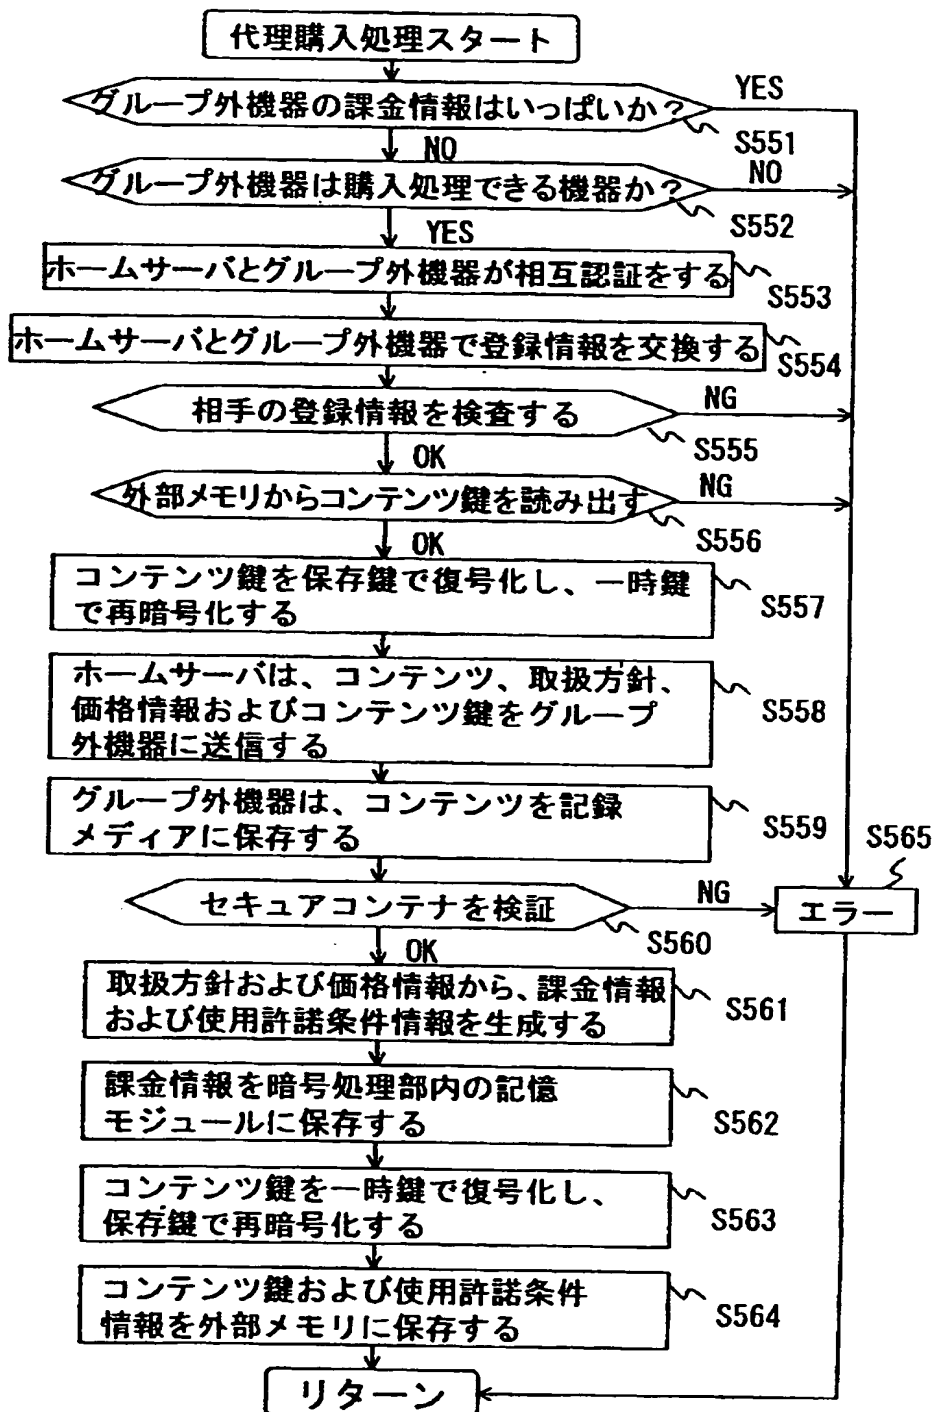 代理購入処理スタート
グループ外機器の課金情報はいっぱいか?
YES
S551
NO
グループ外機器は購入処理できる機器か?
NO
S552
YES
ホームサーバとグループ外機器が相互認証をする
S553
ホームサーバとグループ外機器で登録情報を交換する
S554
相手の登録情報を検査する
NG
S555
OK
外部メモリからコンテンツ鍵を読み出す
NG
S556
OK
コンテンツ鍵を保存鍵で復号化し、一時鍵
で再暗号化する
S557
ホームサーバは、コンテンツ、取扱方針、
価格情報およびコンテンツ鍵をグループ
外機器に送信する
S558
グループ外機器は、コンテンツを記録
メディアに保存する
S559
S565
セキュアコンテナを検証
NG
エラー
S560
OK
取扱方針および価格情報から、課金情報
および使用許諾条件情報を生成する
S561
課金情報を暗号処理部内の記憶
モジュールに保存する
S562
コンテンツ鍵を一時鍵で復号化し、
保存鍵で再暗号化する
S563
コンテンツ鍵および使用許諾条件
情報を外部メモリに保存する
S564
リターン